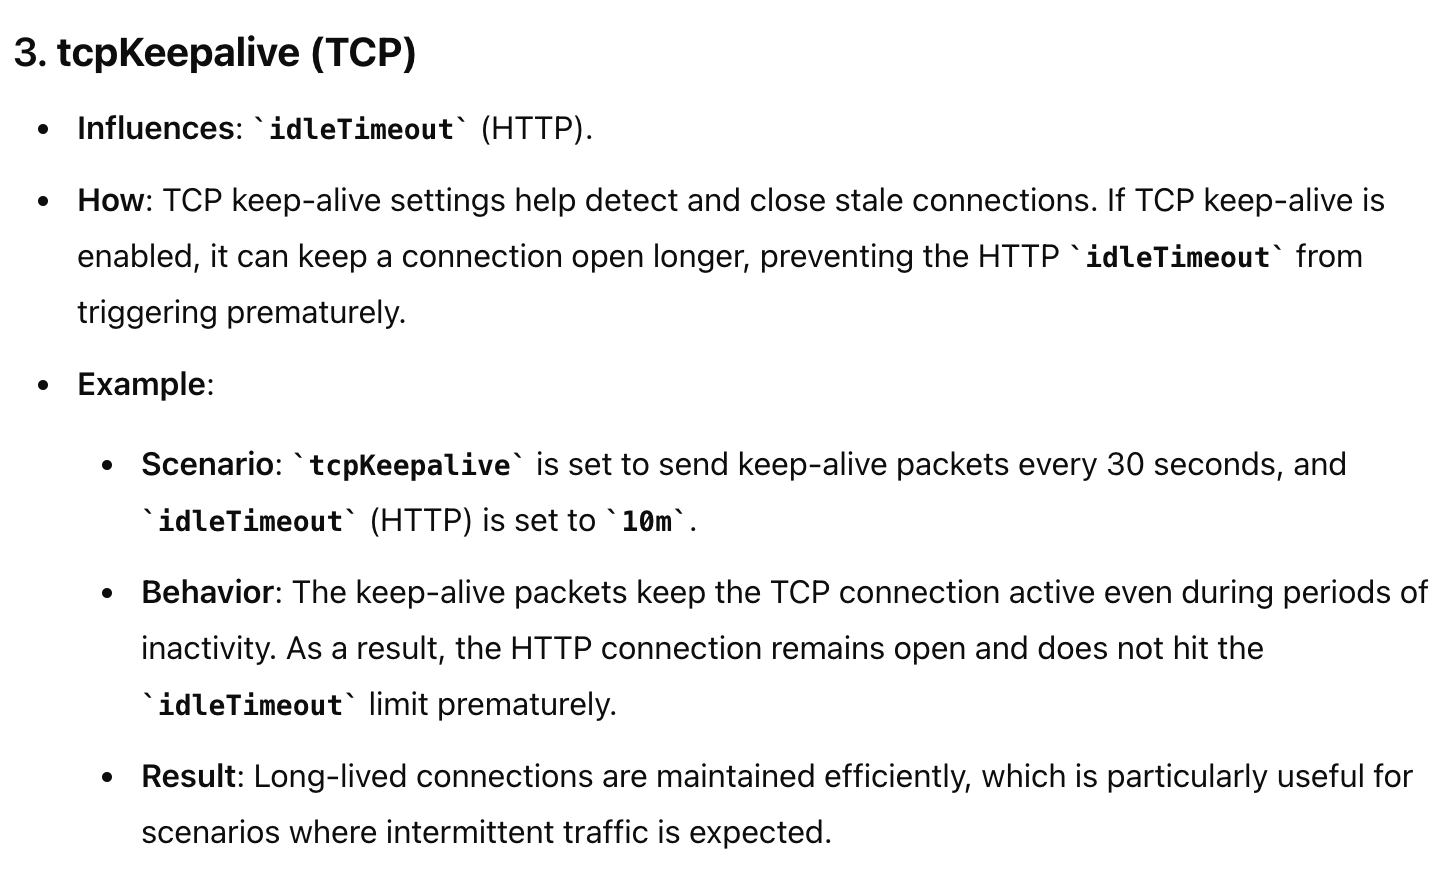 3. tcpKeepalive (TCP)
• Influences: `idleTimeout` (HTTP).
• How: TCP keep-alive settings help detect and close stale connections. If TCP keep-alive is
enabled, it can keep a connection open longer, preventing the HTTP `idleTimeout` from
triggering prematurely.
• Example:
• Scenario: `tcpKeepalive` is set to send keep-alive packets every 30 seconds, and
`idleTimeout` (HTTP) is set to `10m`.
• Behavior: The keep-alive packets keep the TCP connection active even during periods of
inactivity. As a result, the HTTP connection remains open and does not hit the
`idleTimeout` limit prematurely.
• Result: Long-lived connections are maintained efficiently, which is particularly useful for
scenarios where intermittent traffic is expected.